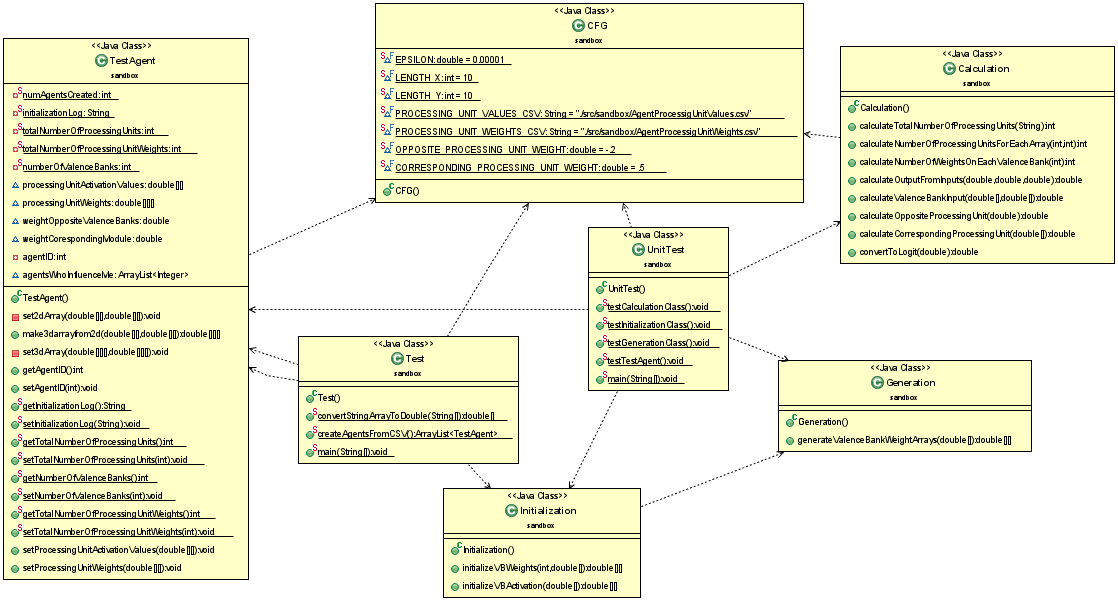 <<Java Class>>
TestAgent
sandbox
numAgentsCreated: int
initializationLog: String
totalNumberOfProcessingUnits: int
totalNumberOfProcessingUnitWeights: int
numberOfValenceBanks: int
processingUnitActivationValues: double[][]
processingUnitWeights: double[][][]
weightOppositeValenceBanks: double
weightCorespondingModule: double
agentID: int
agentsWhoInfluenceMe: ArrayList<Integer>
TestAgent()
set2dArray(double[][],double[][]):void
make3darrayfrom2d(double[][],double[][]):double[][][]
set3dArray(double[][][],double[][][]):void
getAgentID():int
setAgentID(int):void
getInitializationLog():String
setInitializationLog(String):void
getTotalNumberOfProcessingUnits():int
setTotalNumberOfProcessingUnits(int):void
getNumberOfValenceBanks():int
setNumberOfValenceBanks(int):void
getTotalNumberOfProcessingUnitWeights():int
setTotalNumberOfProcessingUnitWeights(int):void
setProcessingUnitActivationValues(double[][]):void
setProcessingUnitWeights(double[][]):void
<<Java Class>>
CFG
sandbox
EPSILON: double = 0.00001
LENGTH_X: int = 10
LENGTH_Y: int = 10
PROCESSING_UNIT_VALUES_CSV: String = "/src/sandbox/AgentProcessigUnitValues.csv"
PROCESSING_UNIT_WEIGHTS_CSV: String = "/src/sandbox/AgentProcessigUnitWeights.csv"
OPPOSITE_PROCESSING_UNIT_WEIGHT: double = -.2
CORRESPONDING_PROCESSING_UNIT_WEIGHT: double = .5
CFG()
<<Java Class>>
Calculation
sandbox
Calculation()
calculateTotalNumberOfProcessingUnits(String):int
calculateNumberOfProcessingUnitsForEachArray(int,int):int
calculateNumberOfWeightsOnEachValenceBank(int):int
calculateOutputFromInputs(double,double,double):double
calculateValenceBankInput(double[],double[]):double
calculateOppositeProcessingUnit(double):double
calculateCorrespondingProcessingUnit(double[]):double
convertToLogit(double):double
<<Java Class>>
UnitTest
sandbox
UnitTest()
testCalculationClass():void
testInitializationClass():void
testGenerationClass():void
testTestAgent():void
main(String[]):void
<<Java Class>>
Test
sandbox
Test()
convertStringArrayToDouble(String[]):double[]
createAgentsFromCSV():ArrayList<TestAgent>
main(String[]):void
<<Java Class>>
Generation
sandbox
Generation()
generateValenceBankWeightArrays(double[]):double[][]
<<Java Class>>
Initialization
sandbox
Initialization()
initializeVBWeights(int,double[]):double[][]
initializeVBActivation(double[]):double[][]